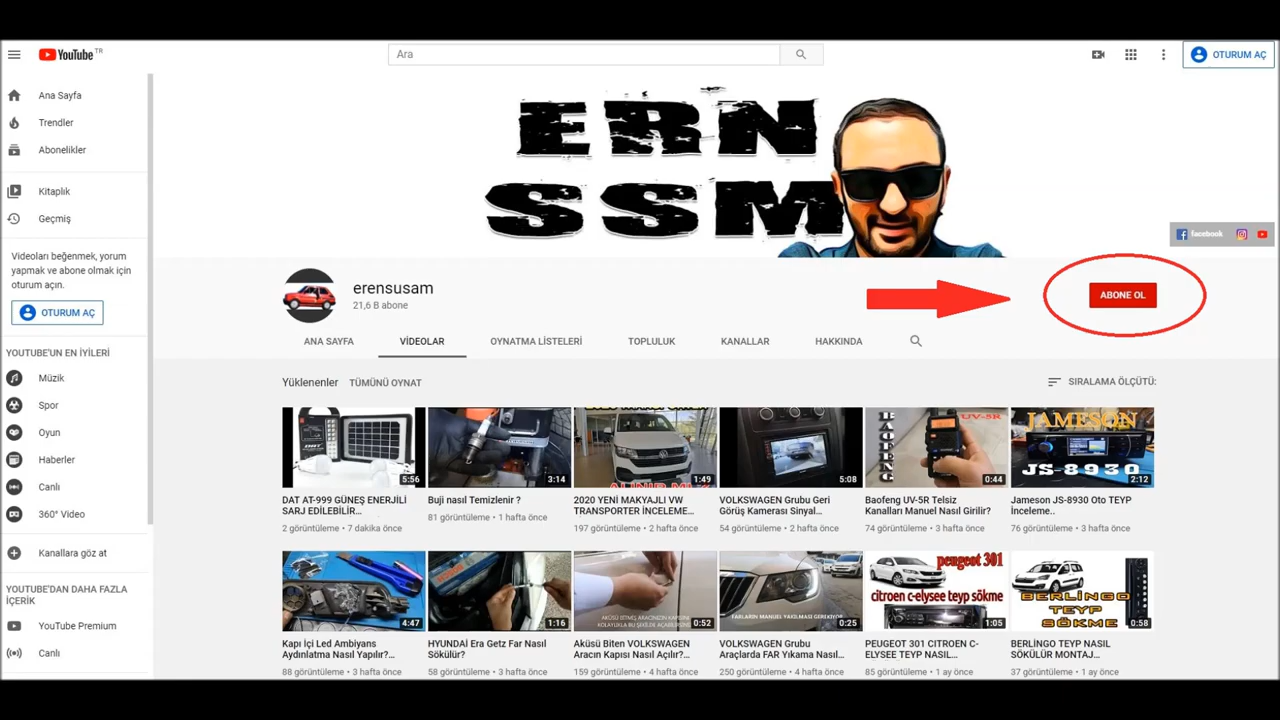 YouTube TR
Ara
OTURUM AÇ
Ana Sayfa
Trendler
Abonelikler
Kitaplık
Geçmiş
Videoları beğenmek, yorum
yapmak ve abone olmak için
oturum açın.
OTURUM AÇ
YOUTUBE'UN EN İYİLERİ
Müzik
Spor
Oyun
Haberler
Canlı
360° Video
Kanallara göz at
YOUTUBE'DAN DAHA FAZLA
İÇERİK
YouTube Premium
Canlı
ERN
SSM
facebook
erensusam
21,6 B abone
ABONE OL
ANA SAYFA VİDEOLAR OYNATMA LİSTELERİ TOPLULUK KANALLAR HAKKINDA
Yüklenenler TÜMÜNÜ OYNAT SIRALAMA ÖLÇÜTÜ:
5:56
DAT AT-999 GÜNEŞ ENERJİLİ
SARJ EDİLEBİLİR...
2 görüntüleme • 7 dakika önce
3:14
Buji nasıl Temizlenir ?
81 görüntüleme • 1 hafta önce
1:49
2020 YENİ MAKYAJLI VW
TRANSPORTER İNCELEME...
197 görüntüleme • 2 hafta önce
5:08
VOLKSWAGEN Grubu Geri
Görüş Kamerası Sinyal...
54 görüntüleme • 2 hafta önce
BAOFENG
UV-5R
0:44
Baofeng UV-5R Telsiz
Kanalları Manuel Nasıl Girilir?
74 görüntüleme • 3 hafta önce
JAMESON
JS-8930
2:12
Jameson JS-8930 Oto TEYP
İnceleme..
76 görüntüleme • 3 hafta önce
4:47
Kapı İçi Led Ambiyans
Aydınlatma Nasıl Yapılır?...
88 görüntüleme • 3 hafta önce
1:16
HYUNDAİ Era Getz Far Nasıl
Sökülür?
58 görüntüleme • 3 hafta önce
0:52
Aküsü Biten VOLKSWAGEN
Aracın Kapısı Nasıl Açılır?...
159 görüntüleme • 4 hafta önce
FARLARIN MANUEL YAKILMASI GEREKİYOR
0:25
VOLKSWAGEN Grubu
Araçlarda FAR Yıkama Nasıl...
250 görüntüleme • 4 hafta önce
peugeot 301
citroen c-elysee teyp sökme
1:05
PEUGEOT 301 CITROEN C-
ELYSEE TEYP NASIL...
85 görüntüleme • 1 ay önce
BERLİNGO
TEYP
SÖKME
0:58
BERLİNGO TEYP NASIL
SÖKÜLÜR MONTAJ...
37 görüntüleme • 1 ay önce